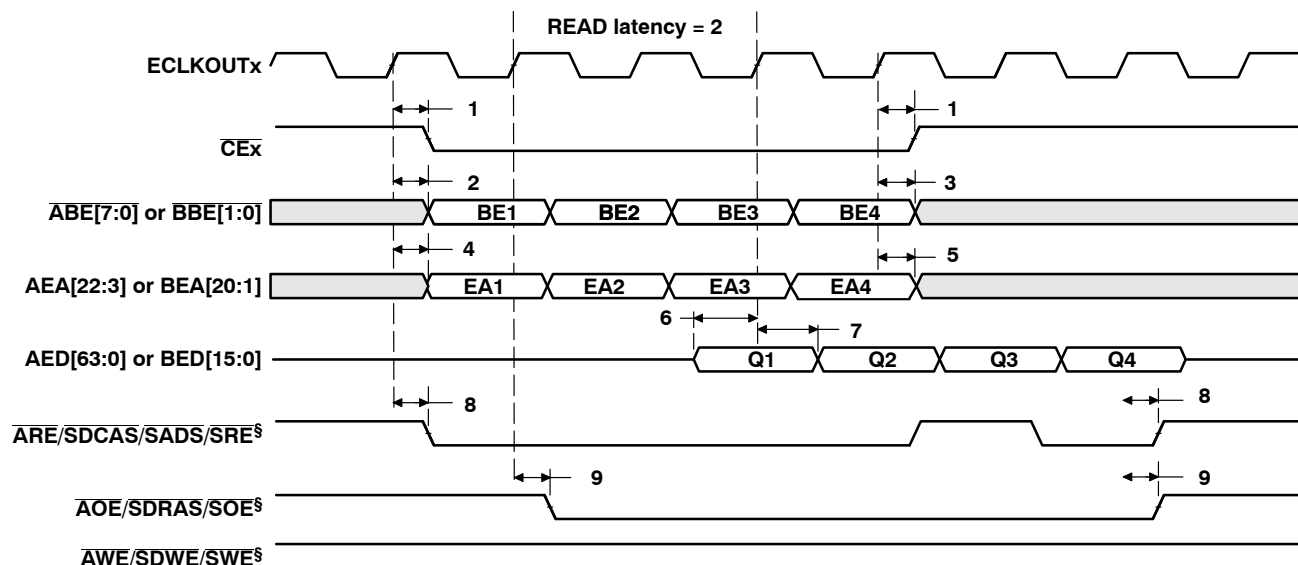 READ latency = 2
ECLKOUTx
1 1
CEx
2 3
ABE[7:0] or BBE[1:0] BE1 BE2 BE3 BE4
4 5
AEA[22:3] or BEA[20:1] EA1 EA2 EA3 EA4
6 7
AED[63:0] or BED[15:0] Q1 Q2 Q3 Q4
8 8
ARE/SDCAS/SADS/SRE§
9 9
AOE/SDRAS/SOE§
AWE/SDWE/SWE§